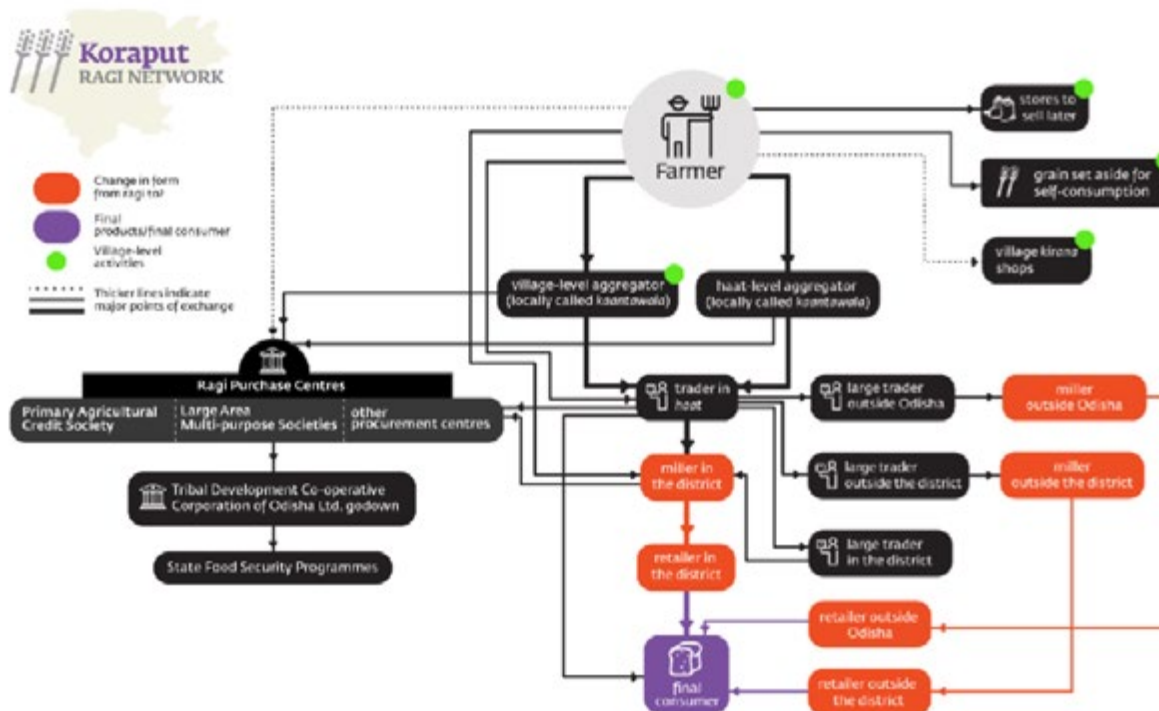 Koraput
RAGI NETWORK
Change in form
from ragi to?
Final
products/final consumer
Village-level
activities
Thicker lines indicate
major points of exchange
Farmer
stores to
sell later
grain set aside for
self-consumption
village kirana
shops
village-level aggregator
(locally called kaantawala)
haat-level aggregator
(locally called kaantawala)
Ragi Purchase Centres
Primary Agricultural
Credit Society
Large Area
Multi-purpose Societies
other
procurement centres
Tribal Development Co-operative
Corporation of Odisha Ltd. godown
State Food Security Programmes
trader in
haat
large trader
outside Odisha
miller
outside Odisha
miller in
the district
large trader
outside the district
miller
outside the district
retailer in
the district
large trader
in the district
retailer outside
Odisha
final
consumer
retailer outside
the district